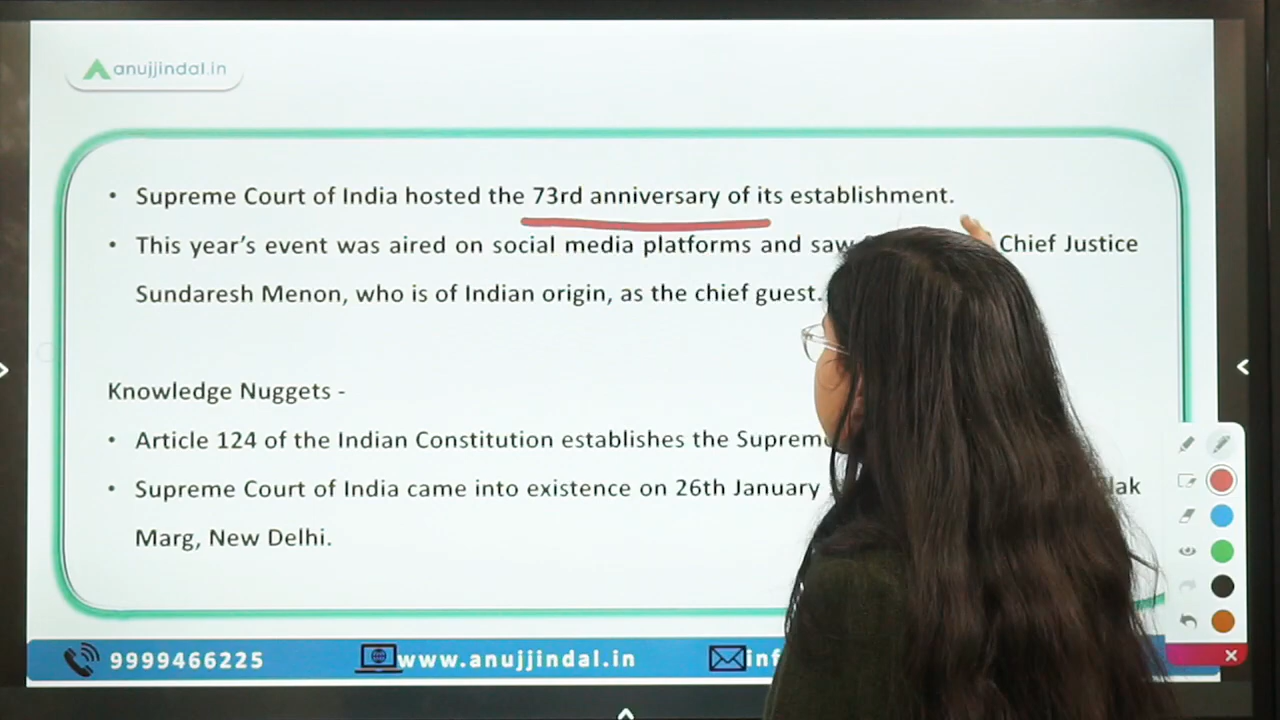 anujjindal.in
• Supreme Court of India hosted the 73rd anniversary of its establishment.
• This year's event was aired on social media platforms and saw Chief Justice
Sundaresh Menon, who is of Indian origin, as the chief guest.
Knowledge Nuggets -
• Article 124 of the Indian Constitution establishes the
• Supreme Court of India came into existence on 26th January
Marg, New Delhi.
9999466225 www.anujjindal.in